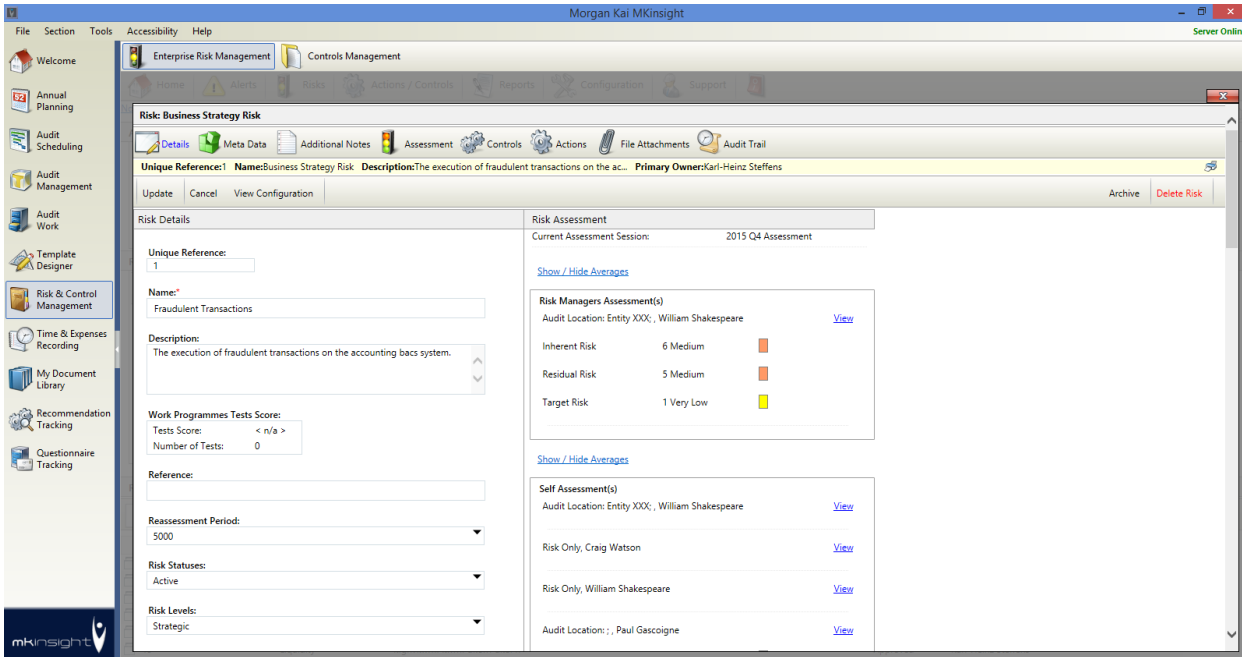 Morgan Kai MKinsight
File Section Tools Accessibility Help
Server Onlin
Welcome
Annual
Planning
Audit
Scheduling
Audit
Management
Audit
Work
Template
Designer
Risk & Control
Management
Time & Expenses
Recording
My Document
Library
Recommendation
Tracking
Questionnaire
Tracking
mkinsight
Enterprise Risk Management Controls Management
Home Alerts Risks Actions / Controls Reports Configuration Support
Risk: Business Strategy Risk
Details Meta Data Additional Notes Assessment Controls Actions File Attachments Audit Trail
Unique Reference:1 Name:Business Strategy Risk Description:The execution of fraudulent transactions on the ac... Primary Owner:Karl-Heinz Steffens
Update Cancel View Configuration Archive Delete Risk
Risk Details
Unique Reference:
1
Name:*
Fraudulent Transactions
Description:
The execution of fraudulent transactions on the accounting bacs system.
Work Programmes Tests Score:
Tests Score: < n/a >
Number of Tests: 0
Reference:
Reassessment Period:
5000
Risk Statuses:
Active
Risk Levels:
Strategic
Risk Assessment
Current Assessment Session: 2015 Q4 Assessment
Show / Hide Averages
Risk Managers Assessment(s)
Audit Location: Entity XXX; , William Shakespeare View
Inherent Risk 6 Medium
Residual Risk 5 Medium
Target Risk 1 Very Low
Show / Hide Averages
Self Assessment(s)
Audit Location: Entity XXX; , William Shakespeare View
Risk Only, Craig Watson View
Risk Only, William Shakespeare View
Audit Location: ; , Paul Gascoigne View